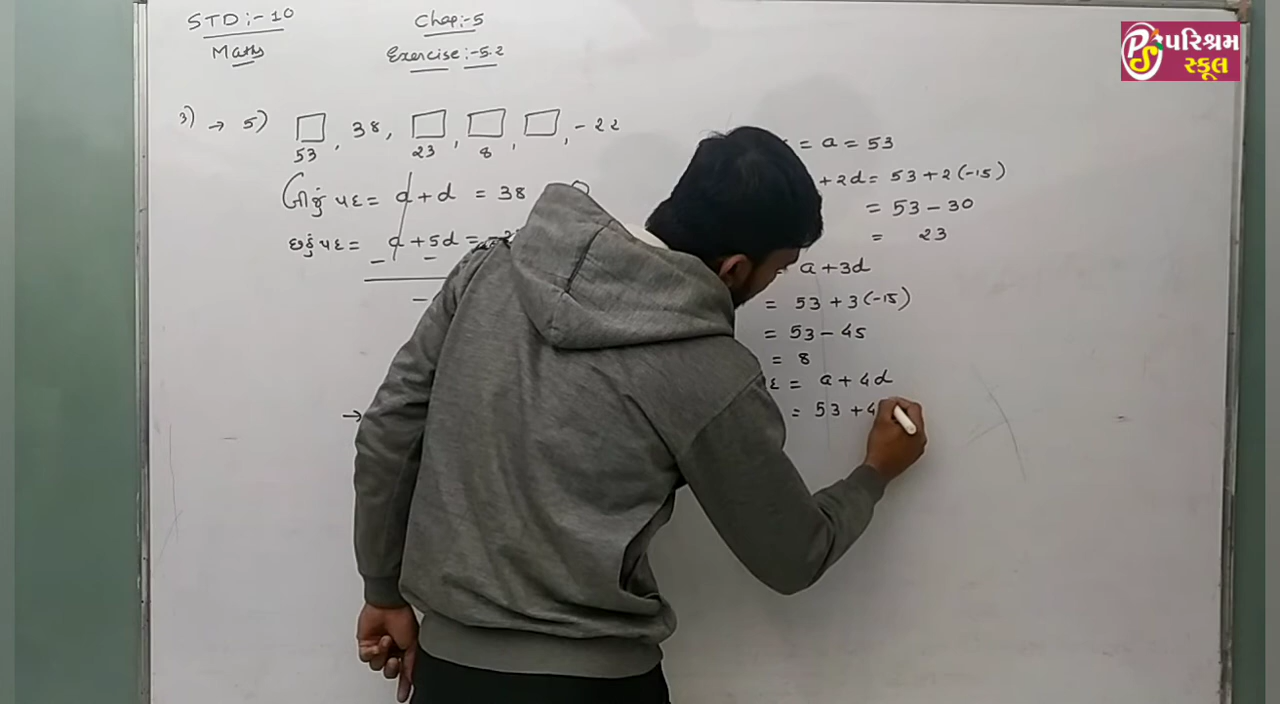 STD:-10
Maths
Chap:-5
Exercise:-5.2
પરિશ્રમ
સ્કૂલ
3) → 5) □, 38, □, □, □, -22
53 23 8
બીજું પદ = a + d = 38
છઠ્ઠું પદ = a + 5d =
→
= a = 53
+ 2d = 53 + 2(-15)
= 53 - 30
= 23
a + 3d
= 53 + 3(-15)
= 53 - 45
= 8
= a + 4d
= 53 + 4